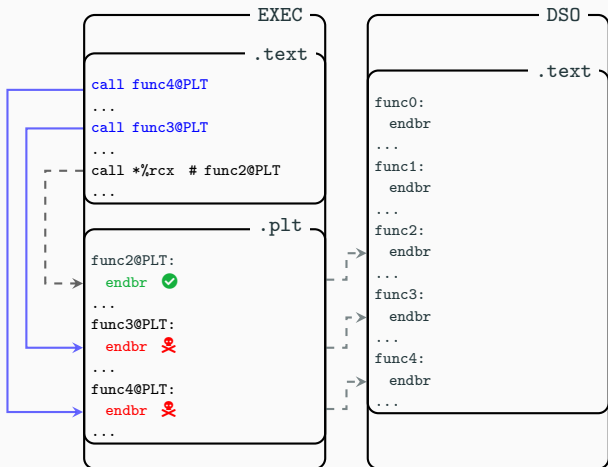 EXEC
.text
call func4@PLT
...
call func3@PLT
...
call *%rcx # func2@PLT
...
.plt
func2@PLT:
endbr
...
func3@PLT:
endbr
...
func4@PLT:
endbr
...
DSO
.text
func0:
endbr
...
func1:
endbr
...
func2:
endbr
...
func3:
endbr
...
func4:
endbr
...